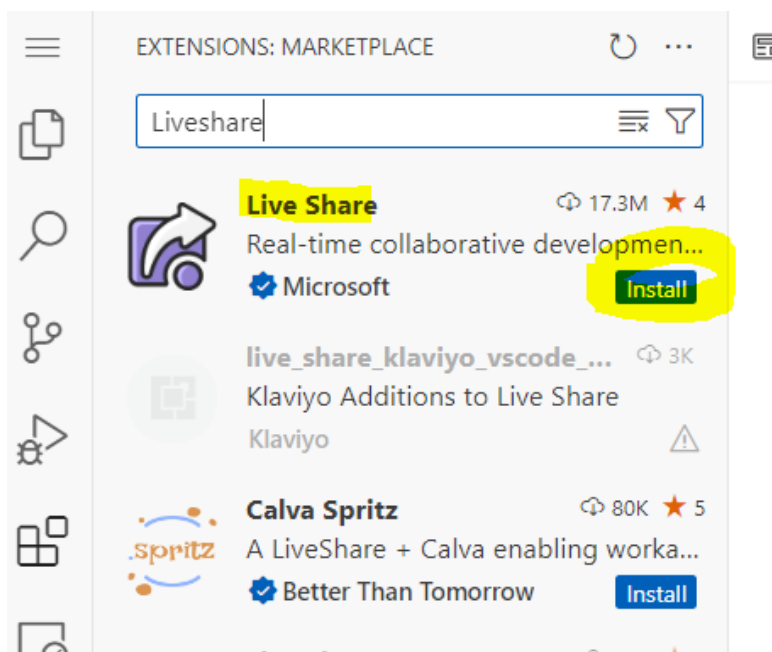 EXTENSIONS: MARKETPLACE
Liveshare
Live Share 17.3M 4
Real-time collaborative developmen...
Microsoft Install
live_share_klaviyo_vscode_... 3K
Klaviyo Additions to Live Share
Klaviyo
Calva Spritz 80K 5
.spritz A LiveShare + Calva enabling worka...
Better Than Tomorrow Install